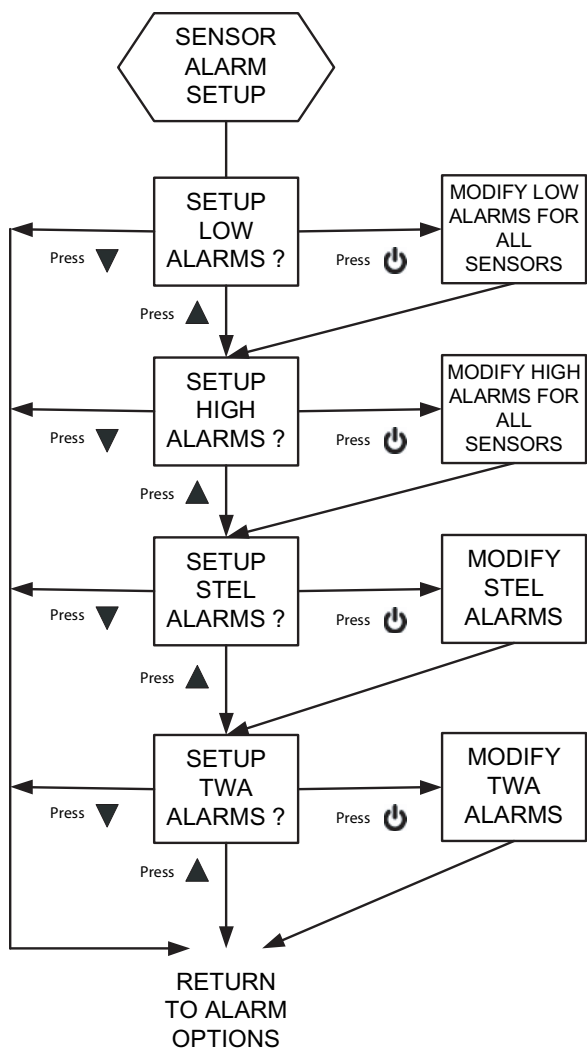 SENSOR
ALARM
SETUP
SETUP
LOW
ALARMS ?
MODIFY LOW
ALARMS FOR
ALL
SENSORS
Press
Press
Press
SETUP
HIGH
ALARMS ?
MODIFY HIGH
ALARMS FOR
ALL
SENSORS
Press
Press
Press
SETUP
STEL
ALARMS ?
MODIFY
STEL
ALARMS
Press
Press
Press
SETUP
TWA
ALARMS ?
MODIFY
TWA
ALARMS
Press
Press
Press
RETURN
TO ALARM
OPTIONS